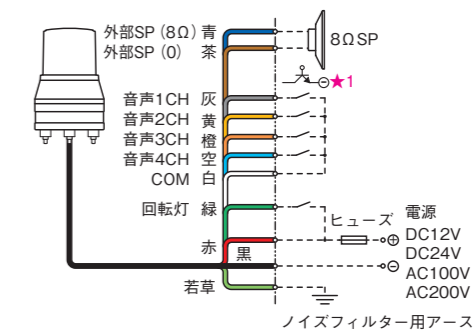 外部SP（8Ω）青
外部SP（0） 茶
8ΩSP
⊖★1
音声1CH 灰
音声2CH 黄
音声3CH 橙
音声4CH 空
COM 白
回転灯 緑
ヒューズ
電源
赤
⊕ DC12V
黒
DC24V
⊖ AC100V
AC200V
若草
ノイズフィルター用アース